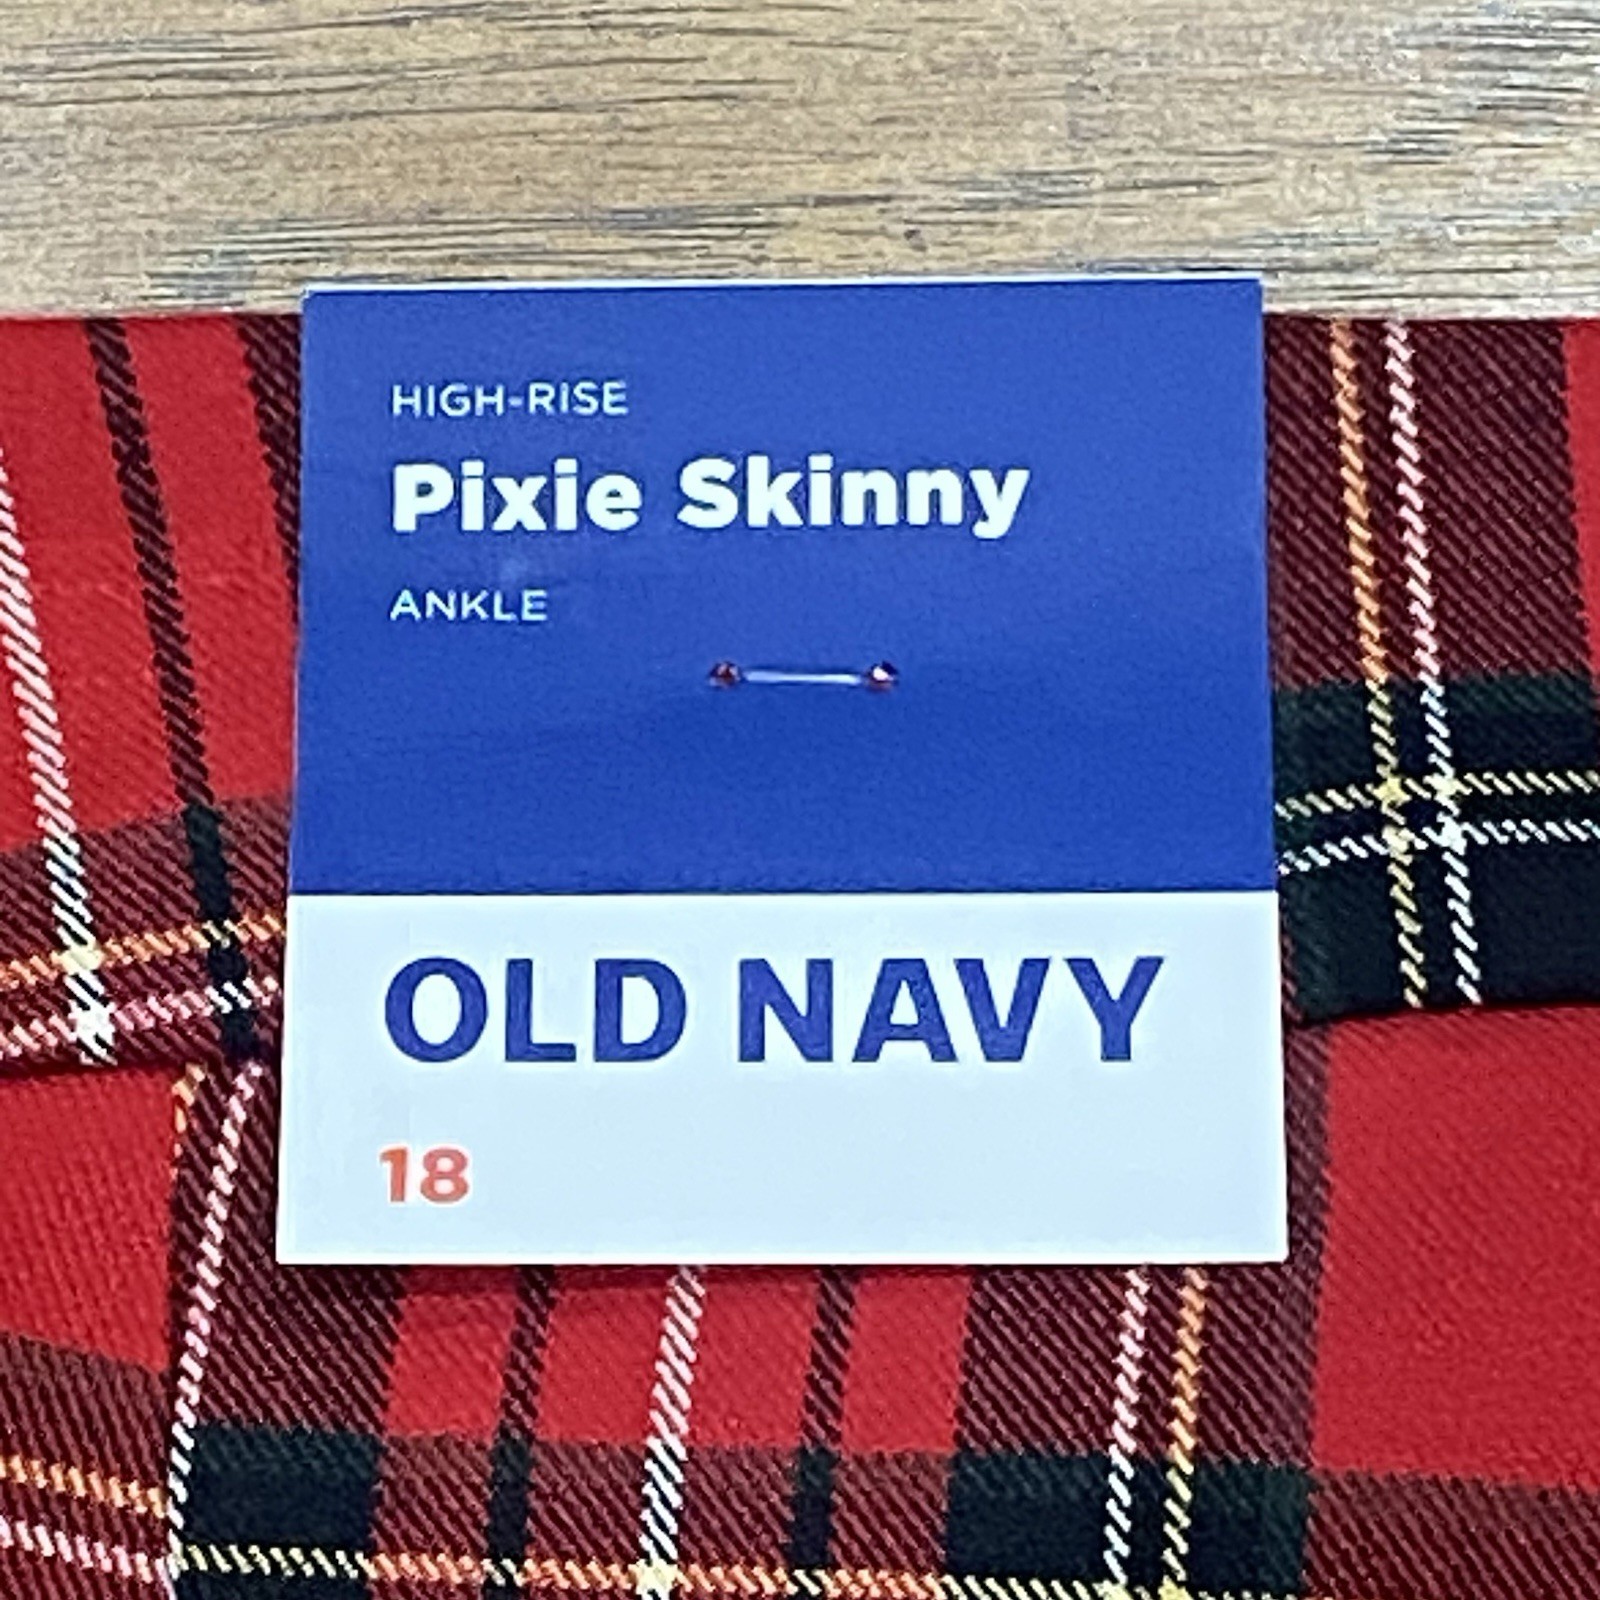 HIGH-RISE
Pixie Skinny
ANKLE
OLD NAVY
18